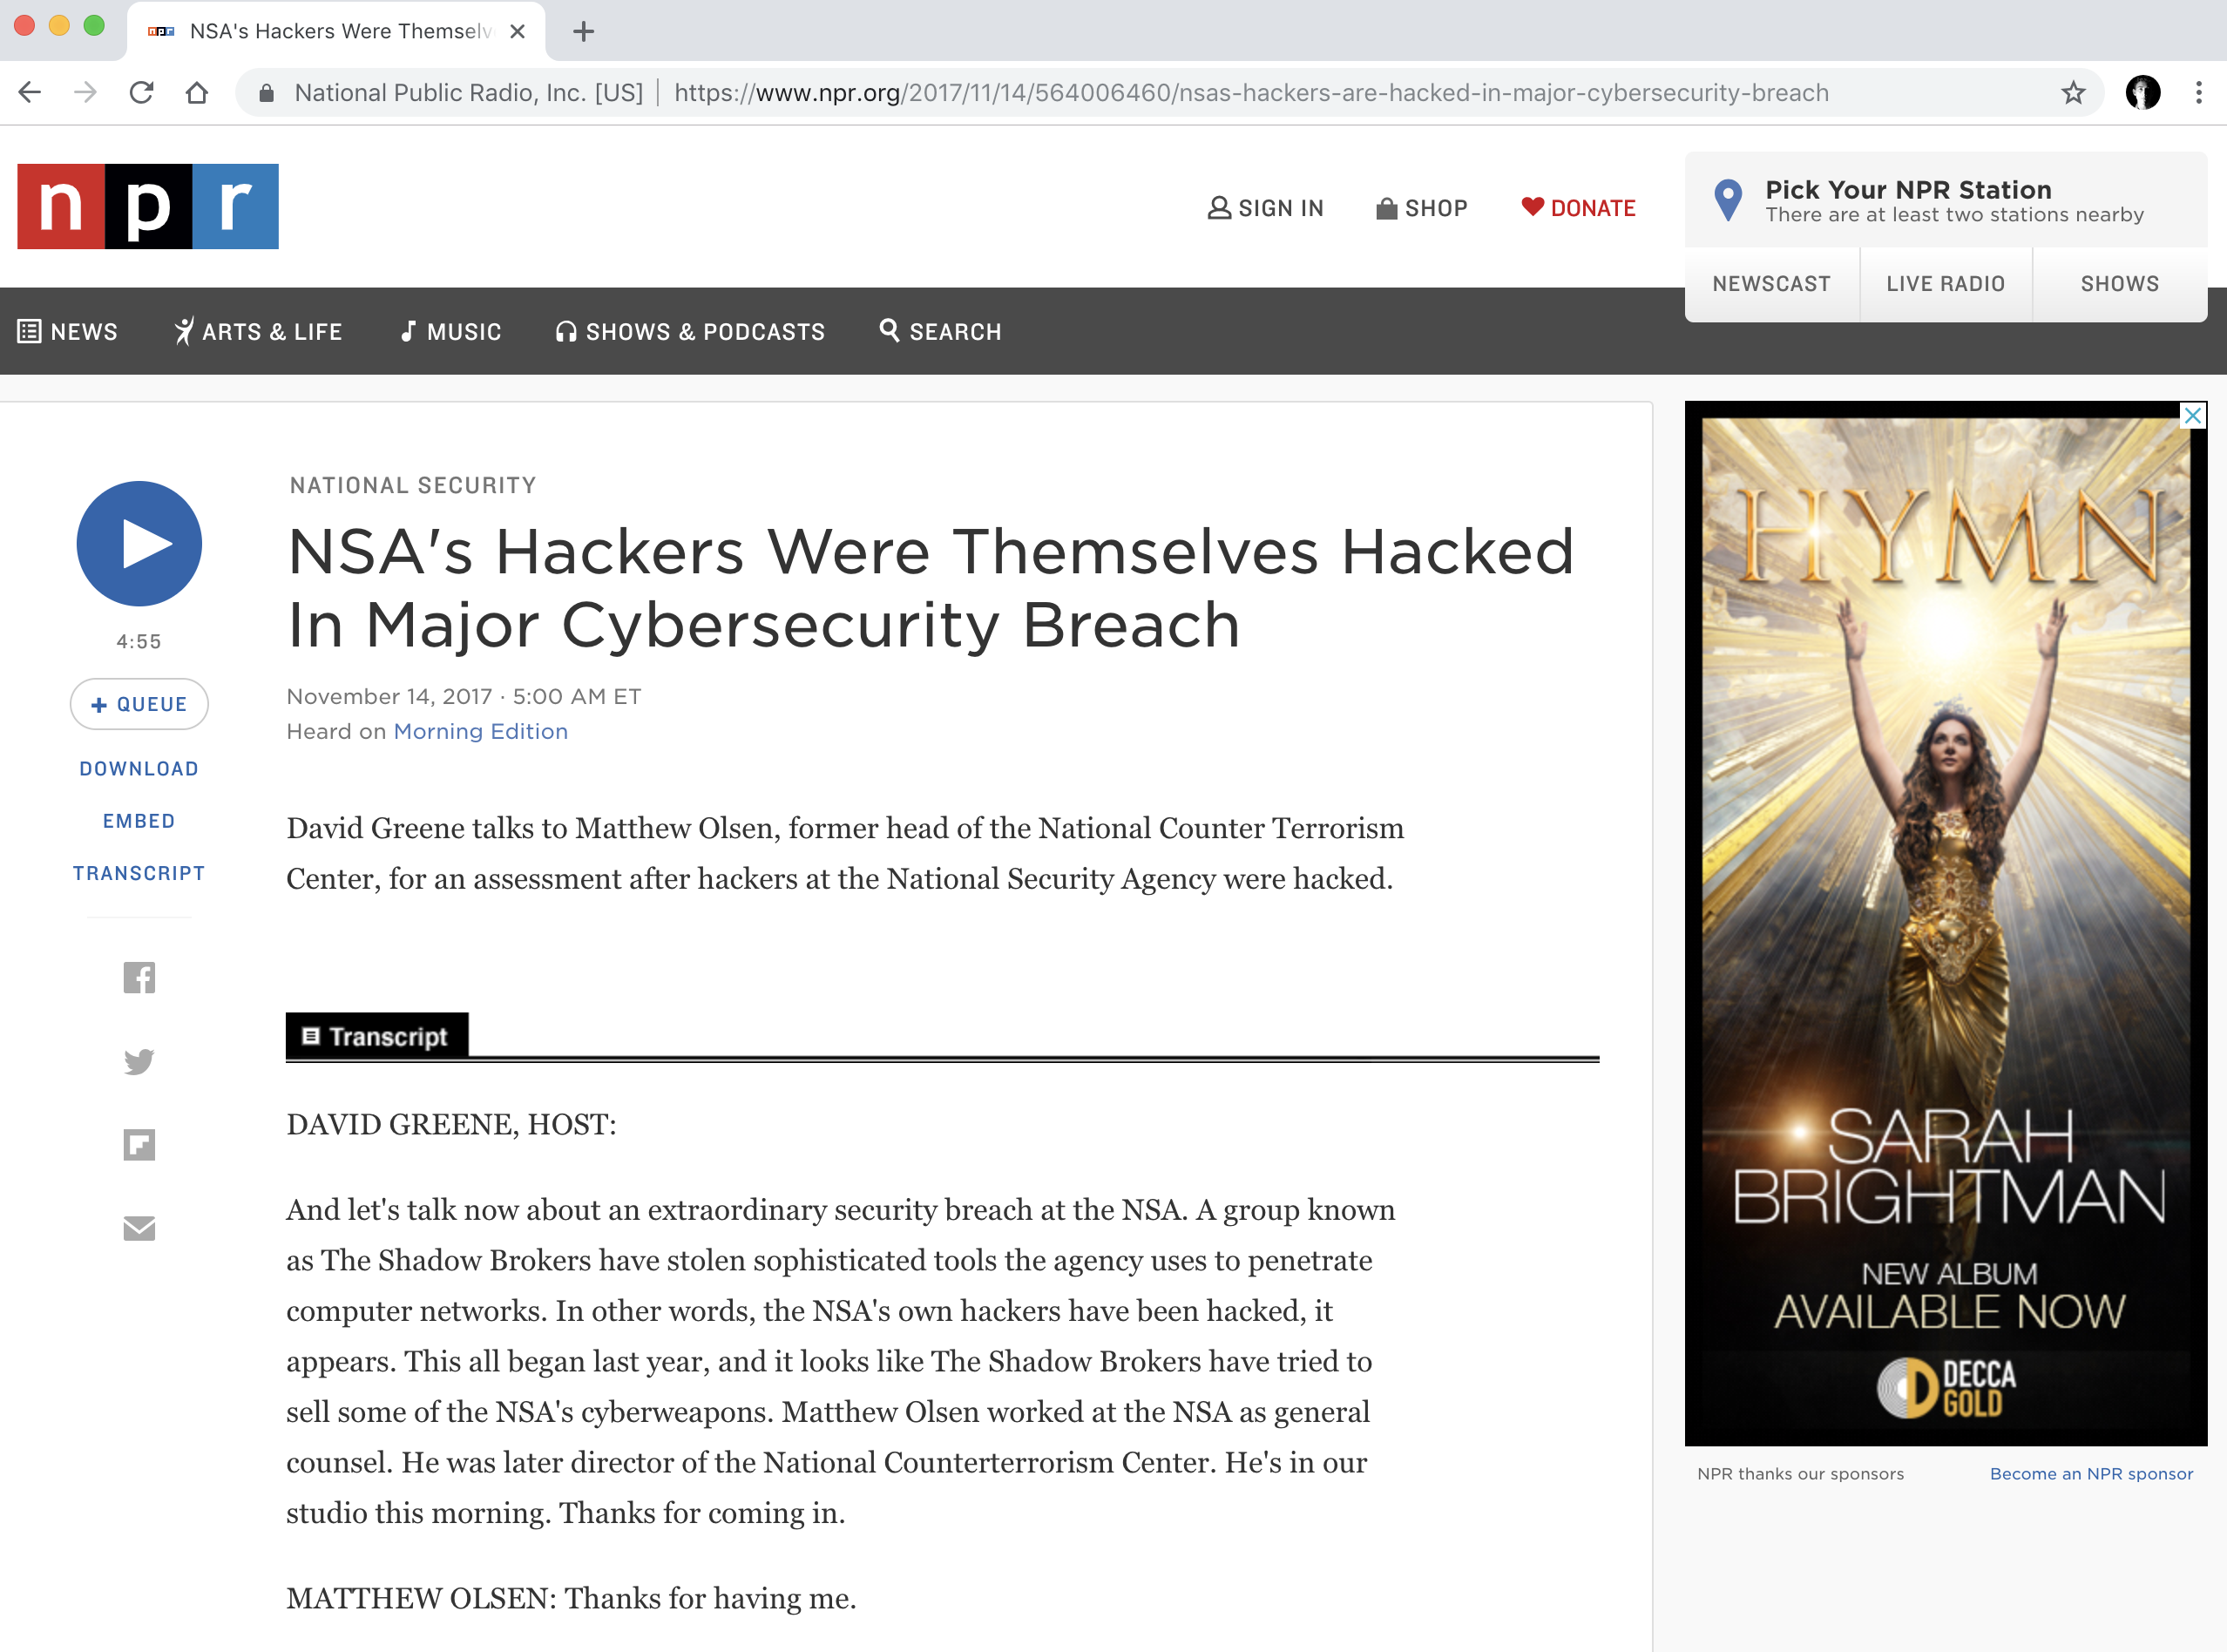 NSA's Hackers Were Themselv
National Public Radio, Inc. [US] | https://www.npr.org/2017/11/14/564006460/nsas-hackers-are-hacked-in-major-cybersecurity-breach
npr
SIGN IN
SHOP
DONATE
Pick Your NPR Station
There are at least two stations nearby
NEWSCAST
LIVE RADIO
SHOWS
NEWS
ARTS & LIFE
MUSIC
SHOWS & PODCASTS
SEARCH
4:55
+ QUEUE
DOWNLOAD
EMBED
TRANSCRIPT
NATIONAL SECURITY
NSA's Hackers Were Themselves Hacked
In Major Cybersecurity Breach
November 14, 2017 · 5:00 AM ET
Heard on Morning Edition
David Greene talks to Matthew Olsen, former head of the National Counter Terrorism
Center, for an assessment after hackers at the National Security Agency were hacked.
Transcript
DAVID GREENE, HOST:
And let's talk now about an extraordinary security breach at the NSA. A group known
as The Shadow Brokers have stolen sophisticated tools the agency uses to penetrate
computer networks. In other words, the NSA's own hackers have been hacked, it
appears. This all began last year, and it looks like The Shadow Brokers have tried to
sell some of the NSA's cyberweapons. Matthew Olsen worked at the NSA as general
counsel. He was later director of the National Counterterrorism Center. He's in our
studio this morning. Thanks for coming in.
MATTHEW OLSEN: Thanks for having me.
HYMN
SARAH
BRIGHTMAN
NEW ALBUM
AVAILABLE NOW
DECCA
GOLD
NPR thanks our sponsors
Become an NPR sponsor